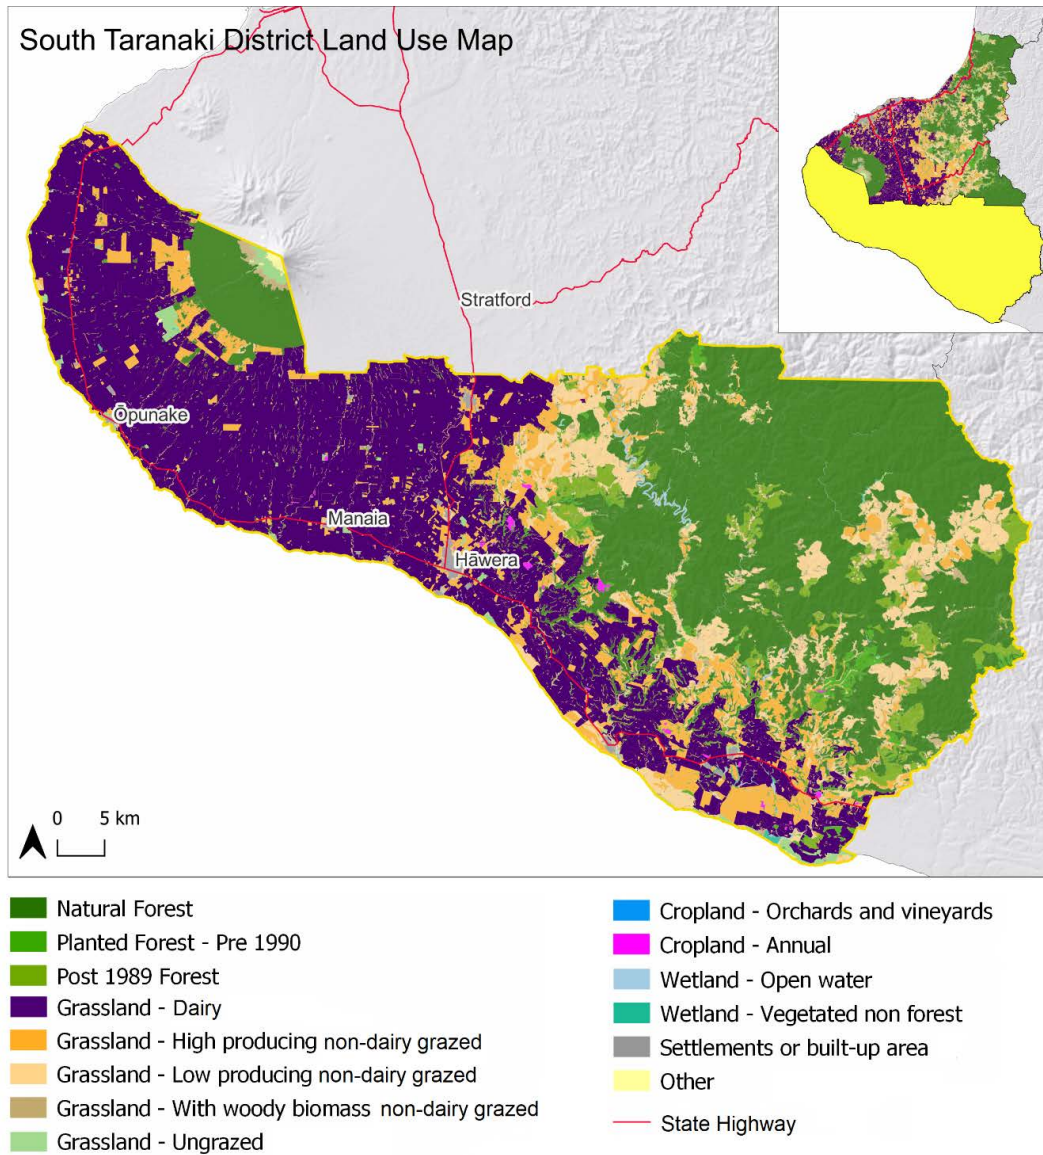 South Taranaki District Land Use Map
Stratford
Ōpunake
Manaia
Hāwera
0 5 km
Natural Forest
Planted Forest - Pre 1990
Post 1989 Forest
Grassland - Dairy
Grassland - High producing non-dairy grazed
Grassland - Low producing non-dairy grazed
Grassland - With woody biomass non-dairy grazed
Grassland - Ungrazed
Cropland - Orchards and vineyards
Cropland - Annual
Wetland - Open water
Wetland - Vegetated non forest
Settlements or built-up area
Other
State Highway